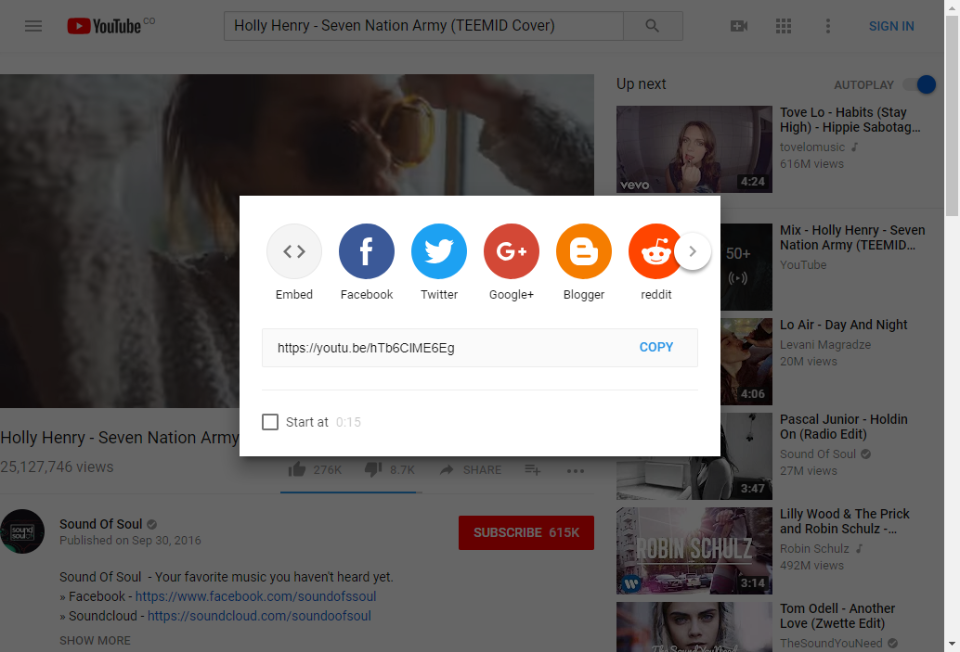 YouTube CO
Holly Henry - Seven Nation Army (TEEMID Cover)
SIGN IN
Up next
AUTOPLAY
Tove Lo - Habits (Stay
High) - Hippie Sabotag...
tovelomusic
616M views
vevo
4:24
Embed
Facebook
Twitter
Google+
Blogger
reddit
https://youtu.be/hTb6ClME6Eg
COPY
Start at 0:15
50+
Mix - Holly Henry - Seven
Nation Army (TEEMID...
YouTube
Lo Air - Day And Night
Levani Magradze
20M views
4:06
Pascal Junior - Holdin
On (Radio Edit)
Sound Of Soul
27M views
3:47
Holly Henry - Seven Nation Army
25,127,746 views
276K
8.7K
SHARE
Lilly Wood & The Prick
and Robin Schulz -...
Robin Schulz
492M views
ROBIN SCHULZ
3:14
sound
soul
Sound Of Soul
Published on Sep 30, 2016
SUBSCRIBE 615K
Sound Of Soul - Your favorite music you haven't heard yet.
» Facebook - https://www.facebook.com/soundofssoul
» Soundcloud - https://soundcloud.com/soundoofsoul
SHOW MORE
Tom Odell - Another
Love (Zwette Edit)
TheSoundYouNeed